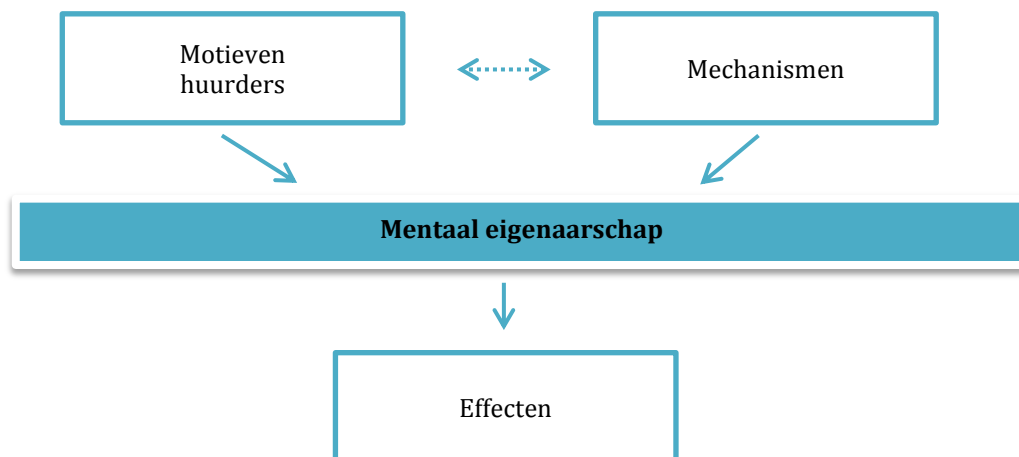 Motieven
huurders
Mechanismen
Mentaal eigenaarschap
Effecten